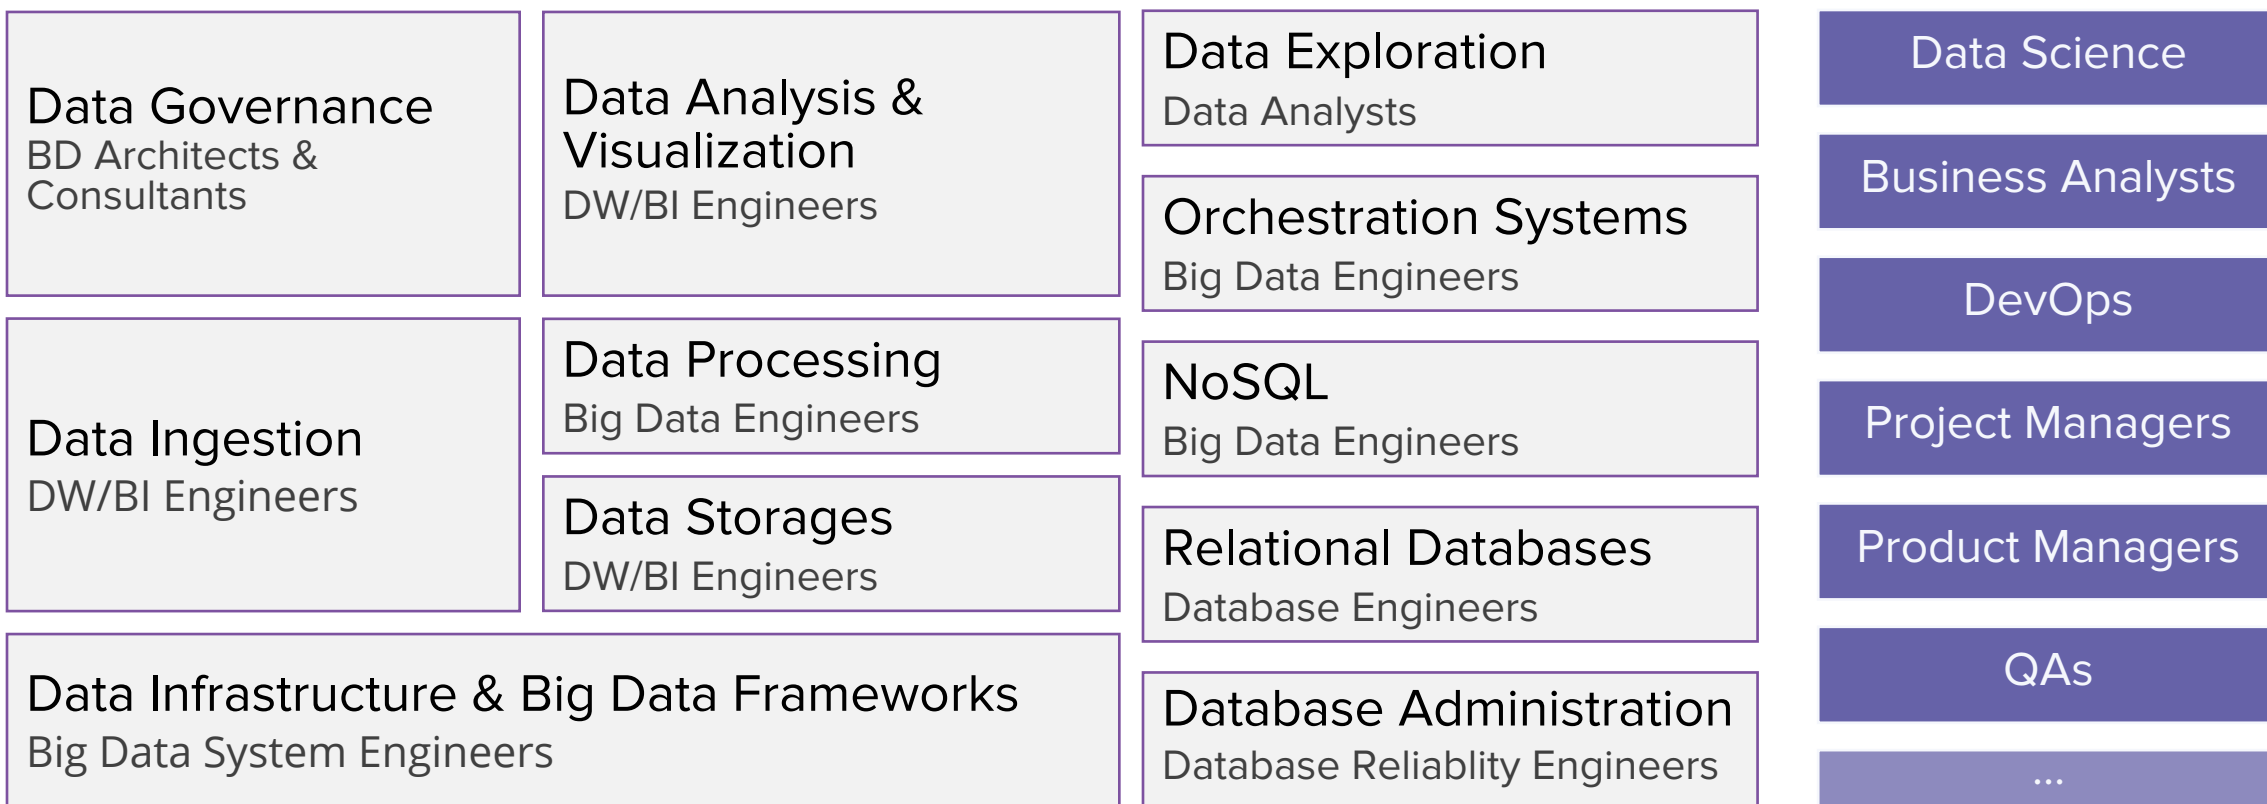 Data Governance
BD Architects &
Consultants
Data Ingestion
DW/BI Engineers
Data Analysis &
Visualization
DW/BI Engineers
Data Processing
Big Data Engineers
Data Storages
DW/BI Engineers
Data Infrastructure & Big Data Frameworks
Big Data System Engineers
Data Exploration
Data Analysts
Orchestration Systems
Big Data Engineers
NoSQL
Big Data Engineers
Relational Databases
Database Engineers
Database Administration
Database Reliablity Engineers
Data Science
Business Analysts
DevOps
Project Managers
Product Managers
QAs
...